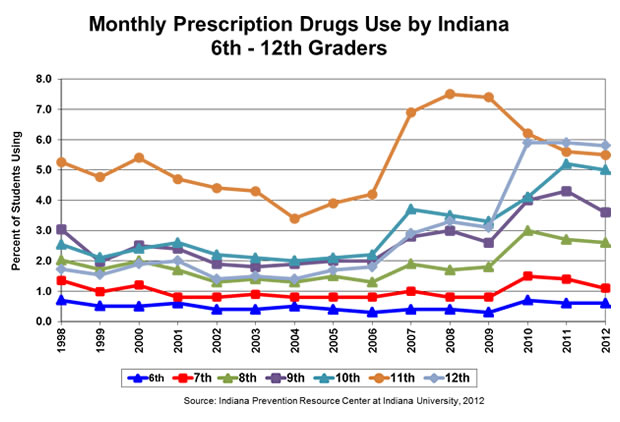 Monthly Prescription Drugs Use by Indiana
6th - 12th Graders
Percent of Students Using
8.0
7.0
6.0
5.0
4.0
3.0
2.0
1.0
0.0
1998 1999 2000 2001 2002 2003 2004 2005 2006 2007 2008 2009 2010 2011 2012
6th 7th 8th 9th 10th 11th 12th
Source: Indiana Prevention Resource Center at Indiana University, 2012